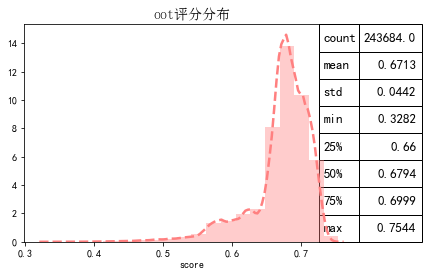 oot评分分布
14
12
10
8
6
4
2
0
0.3 0.4 0.5 0.6 0.7
score
count 243684.0
mean 0.6713
std 0.0442
min 0.3282
25% 0.66
50% 0.6794
75% 0.6999
max 0.7544